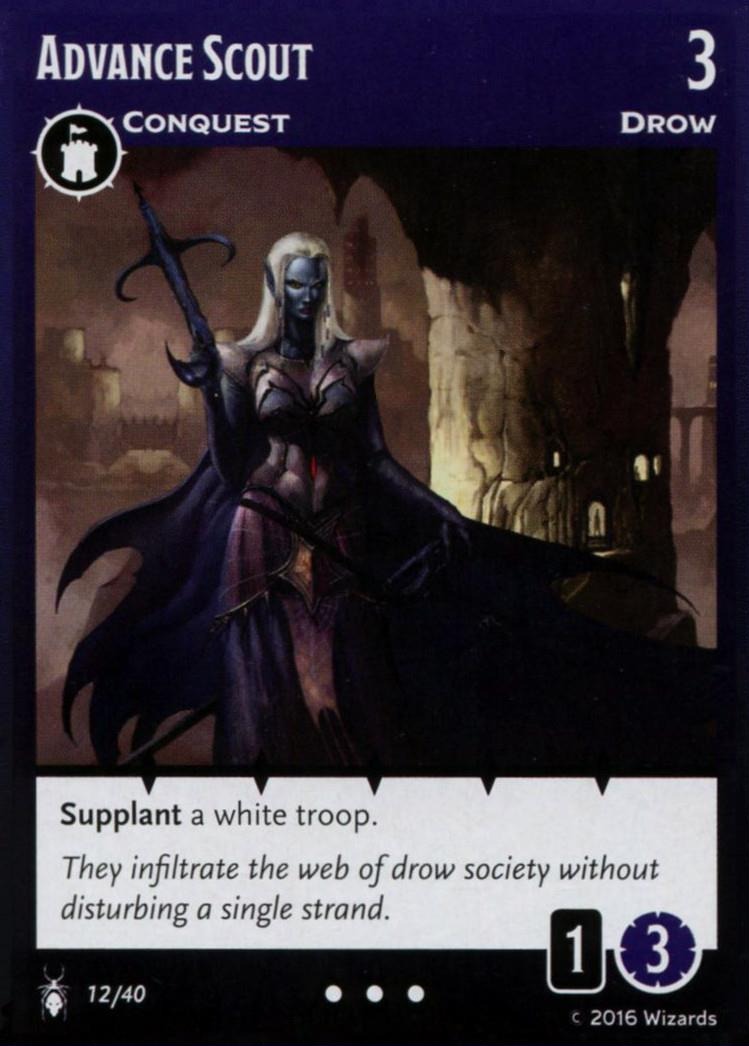 ADVANCE SCOUT
3
CONQUEST
DROW
Supplant a white troop.
They infiltrate the web of drow society without
disturbing a single strand.
1
3
12/40
© 2016 Wizards